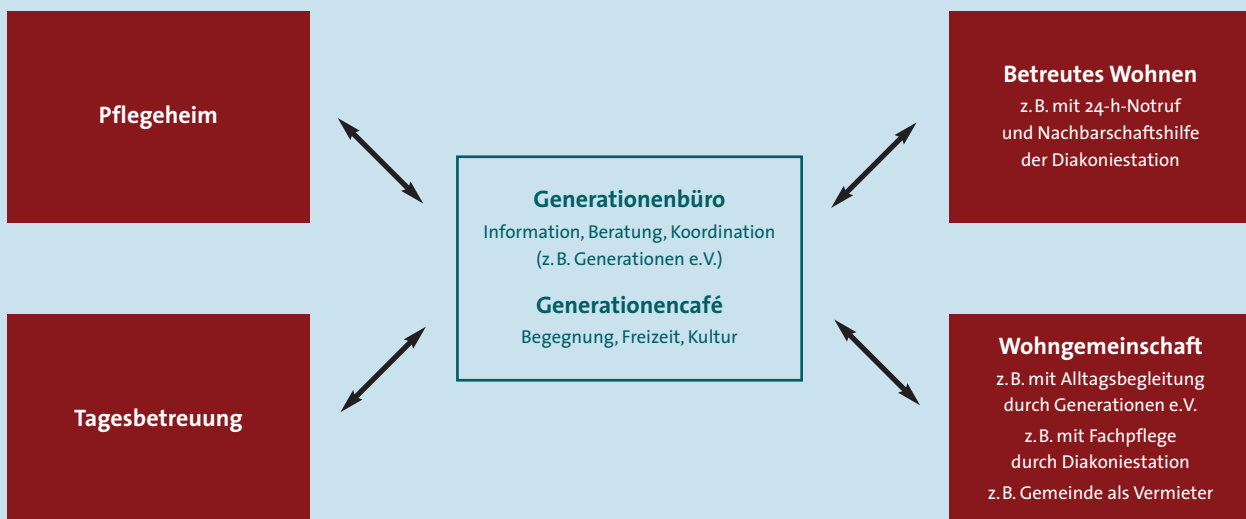 Pflegeheim
Betreutes Wohnen
z. B. mit 24-h-Notruf
und Nachbarschaftshilfe
der Diakoniestation
Generationenbüro
Information, Beratung, Koordination
(z. B. Generationen e.V.)
Generationencafé
Begegnung, Freizeit, Kultur
Tagesbetreuung
Wohngemeinschaft
z. B. mit Alltagsbegleitung
durch Generationen e.V.
z. B. mit Fachpflege
durch Diakoniestation
z. B. Gemeinde als Vermieter